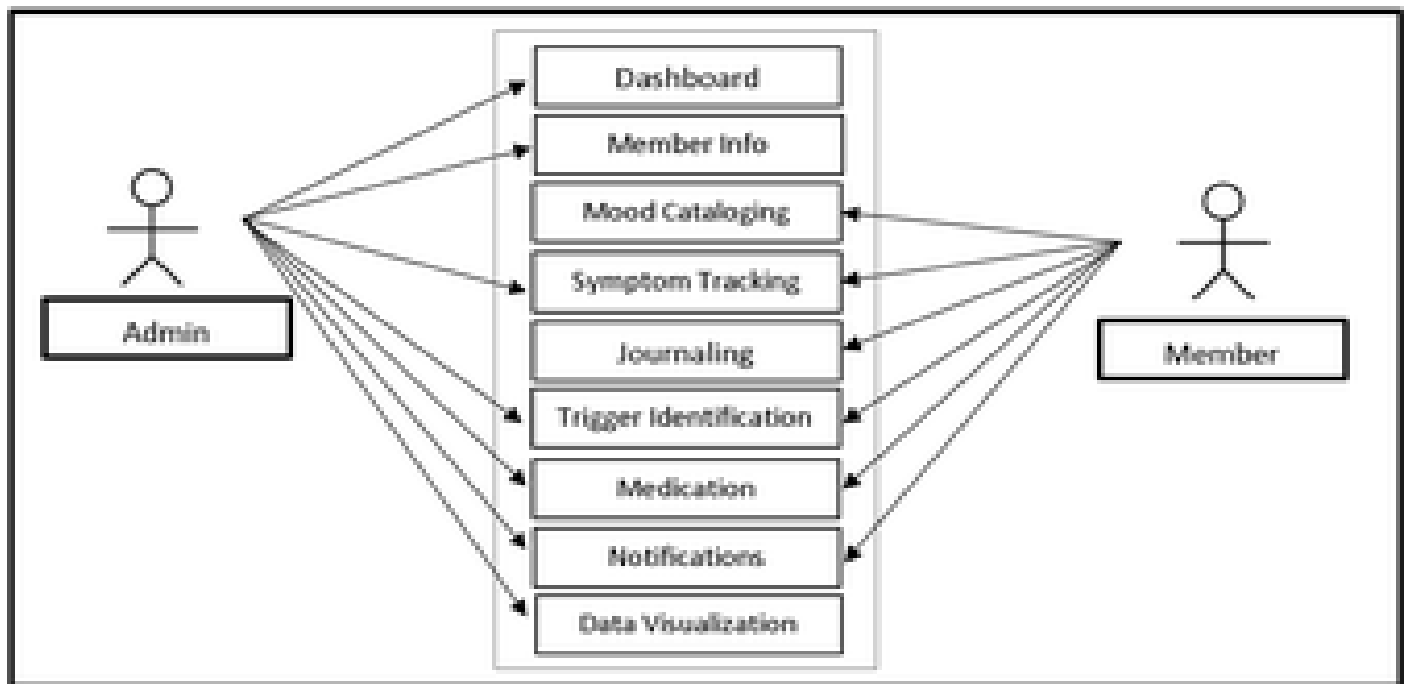 Dashboard
Member Info
Mood Cataloging
Symptom Tracking
Journaling
Trigger Identification
Medication
Notifications
Data Visualization
Admin
Member